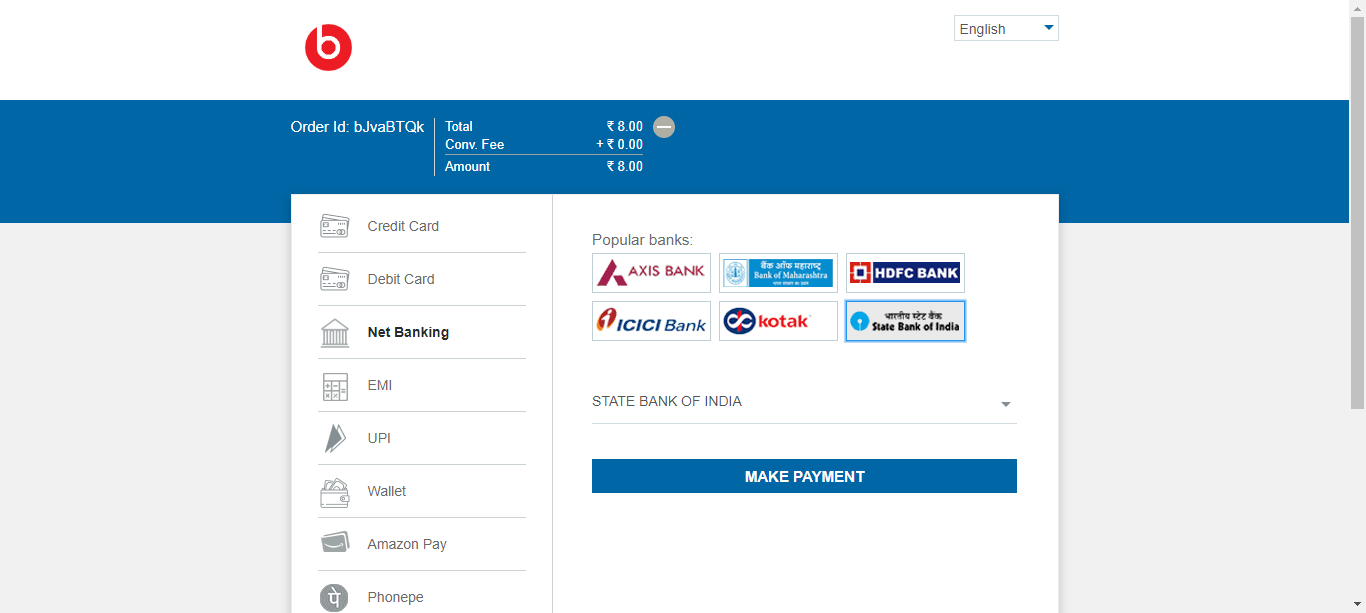 b
English
Order Id: bJvaBTQk
Total ₹ 8.00
Conv. Fee + ₹ 0.00
Amount ₹ 8.00
Credit Card
Debit Card
Net Banking
EMI
UPI
Wallet
Amazon Pay
पे Phonepe
Popular banks:
AXIS BANK
बैंक ऑफ महाराष्ट्र
Bank of Maharashtra
HDFC BANK
ICICI Bank
kotak
भारतीय स्टेट बैंक
State Bank of India
STATE BANK OF INDIA
MAKE PAYMENT